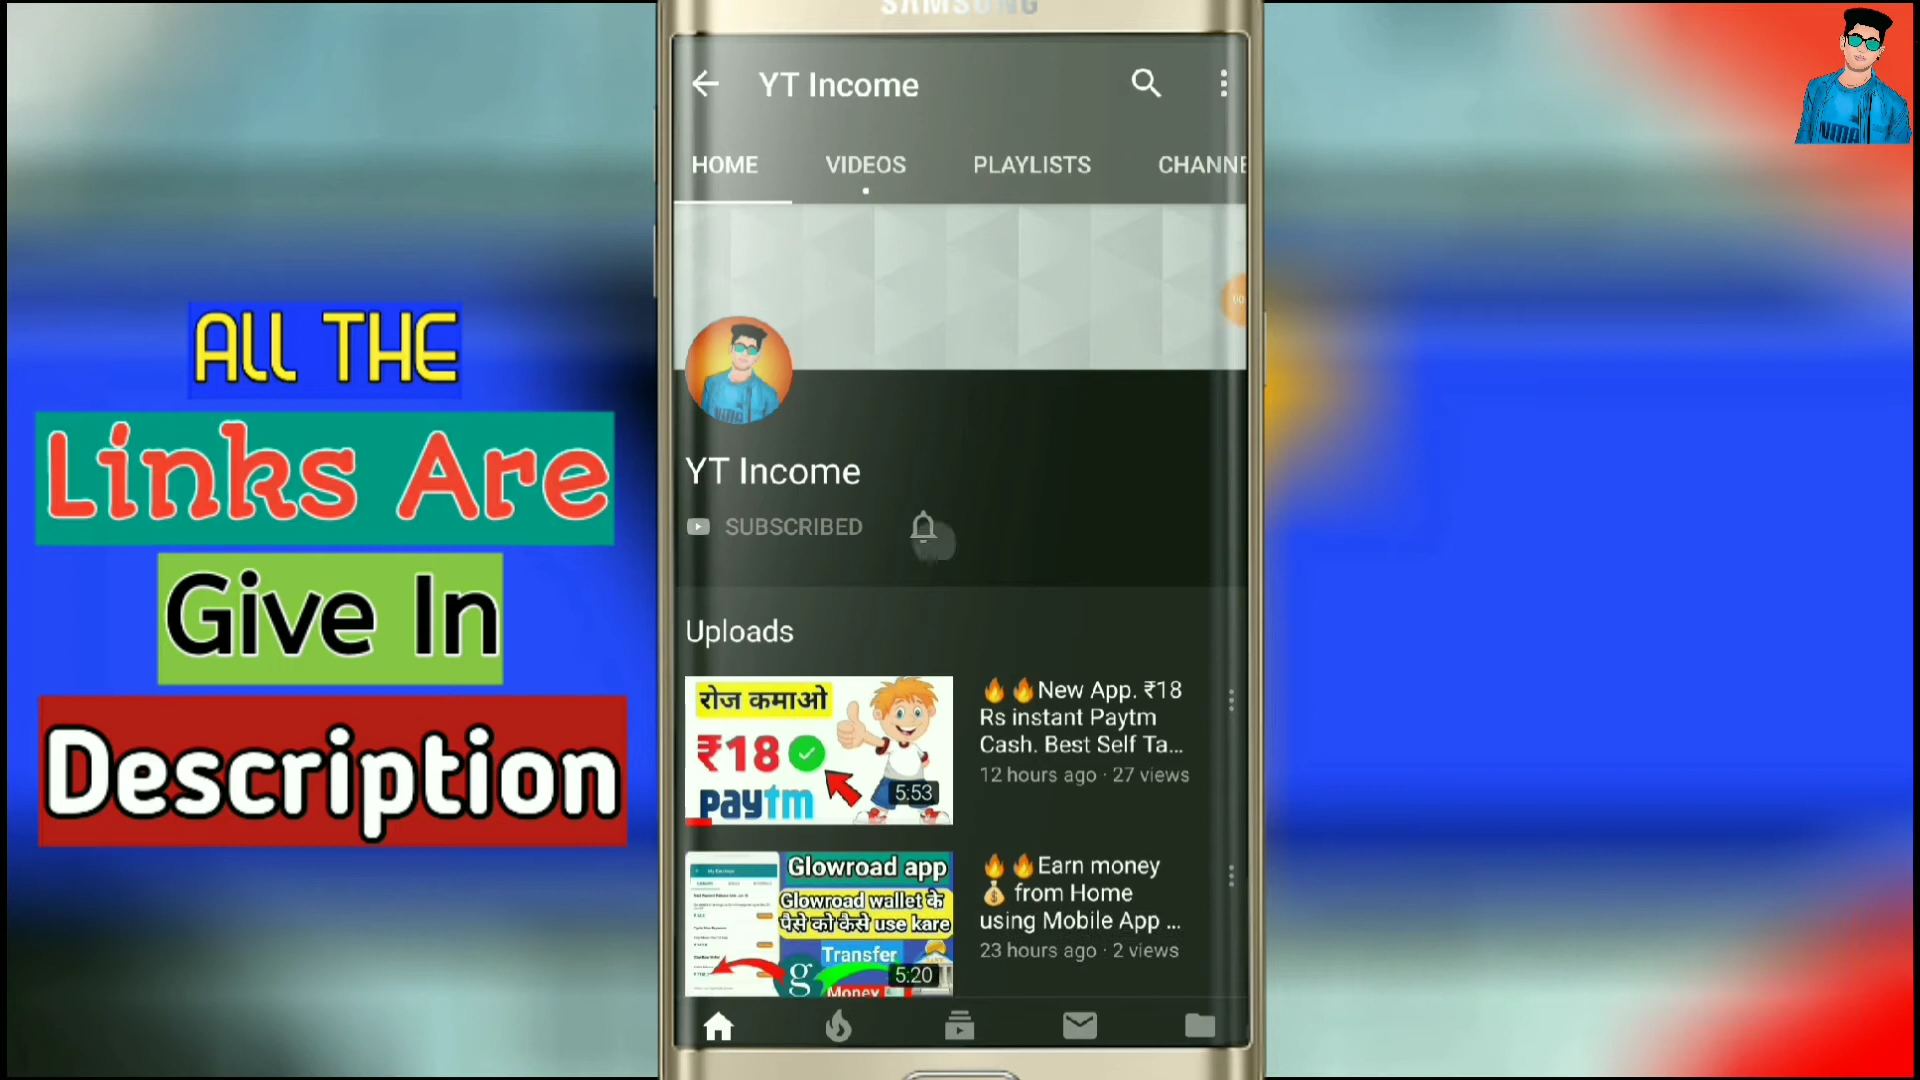 ALL THE
Links Are
Give In
Description
SAMSUNG
YT Income
HOME VIDEOS PLAYLISTS CHANNE
YT Income
SUBSCRIBED
Uploads
रोज कमाओ
₹18
paytm
5:53
🔥🔥New App. ₹18
Rs instant Paytm
Cash. Best Self Ta...
12 hours ago · 27 views
Glowroad app
Glowroad wallet के
पैसे को कैसे use kare
Transfer
Money
g
5:20
🔥🔥Earn money
💰 from Home
using Mobile App ...
23 hours ago · 2 views